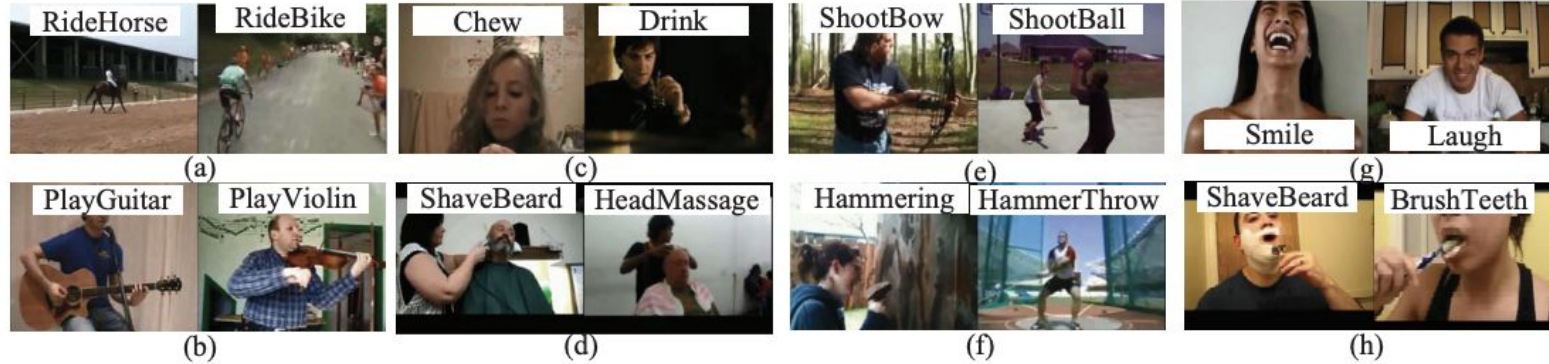 RideHorse RideBike
Chew Drink
ShootBow ShootBall
Smile Laugh
(a) (c) (e) (g)
PlayGuitar PlayViolin
ShaveBeard HeadMassage
Hammering HammerThrow
ShaveBeard BrushTeeth
(b) (d) (f) (h)